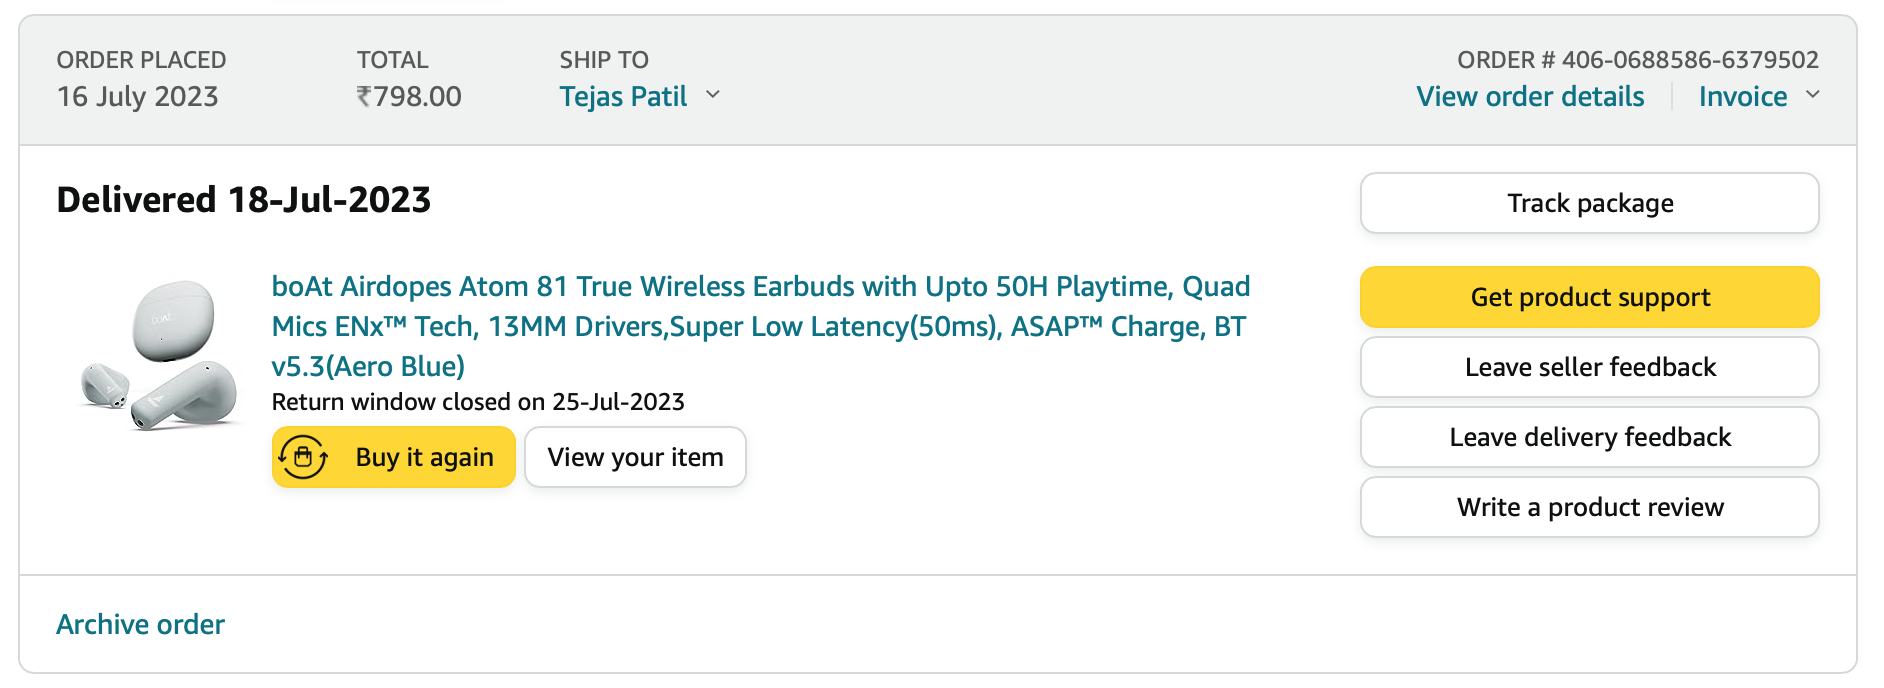 ORDER PLACED
16 July 2023
TOTAL
₹798.00
SHIP TO
Tejas Patil
ORDER # 406-0688586-6379502
View order details
Invoice
Delivered 18-Jul-2023
Track package
boAt
boAt Airdopes Atom 81 True Wireless Earbuds with Upto 50H Playtime, Quad
Mics ENx™ Tech, 13MM Drivers,Super Low Latency(50ms), ASAP™ Charge, BT
v5.3(Aero Blue)
Return window closed on 25-Jul-2023
Buy it again
View your item
Get product support
Leave seller feedback
Leave delivery feedback
Write a product review
Archive order